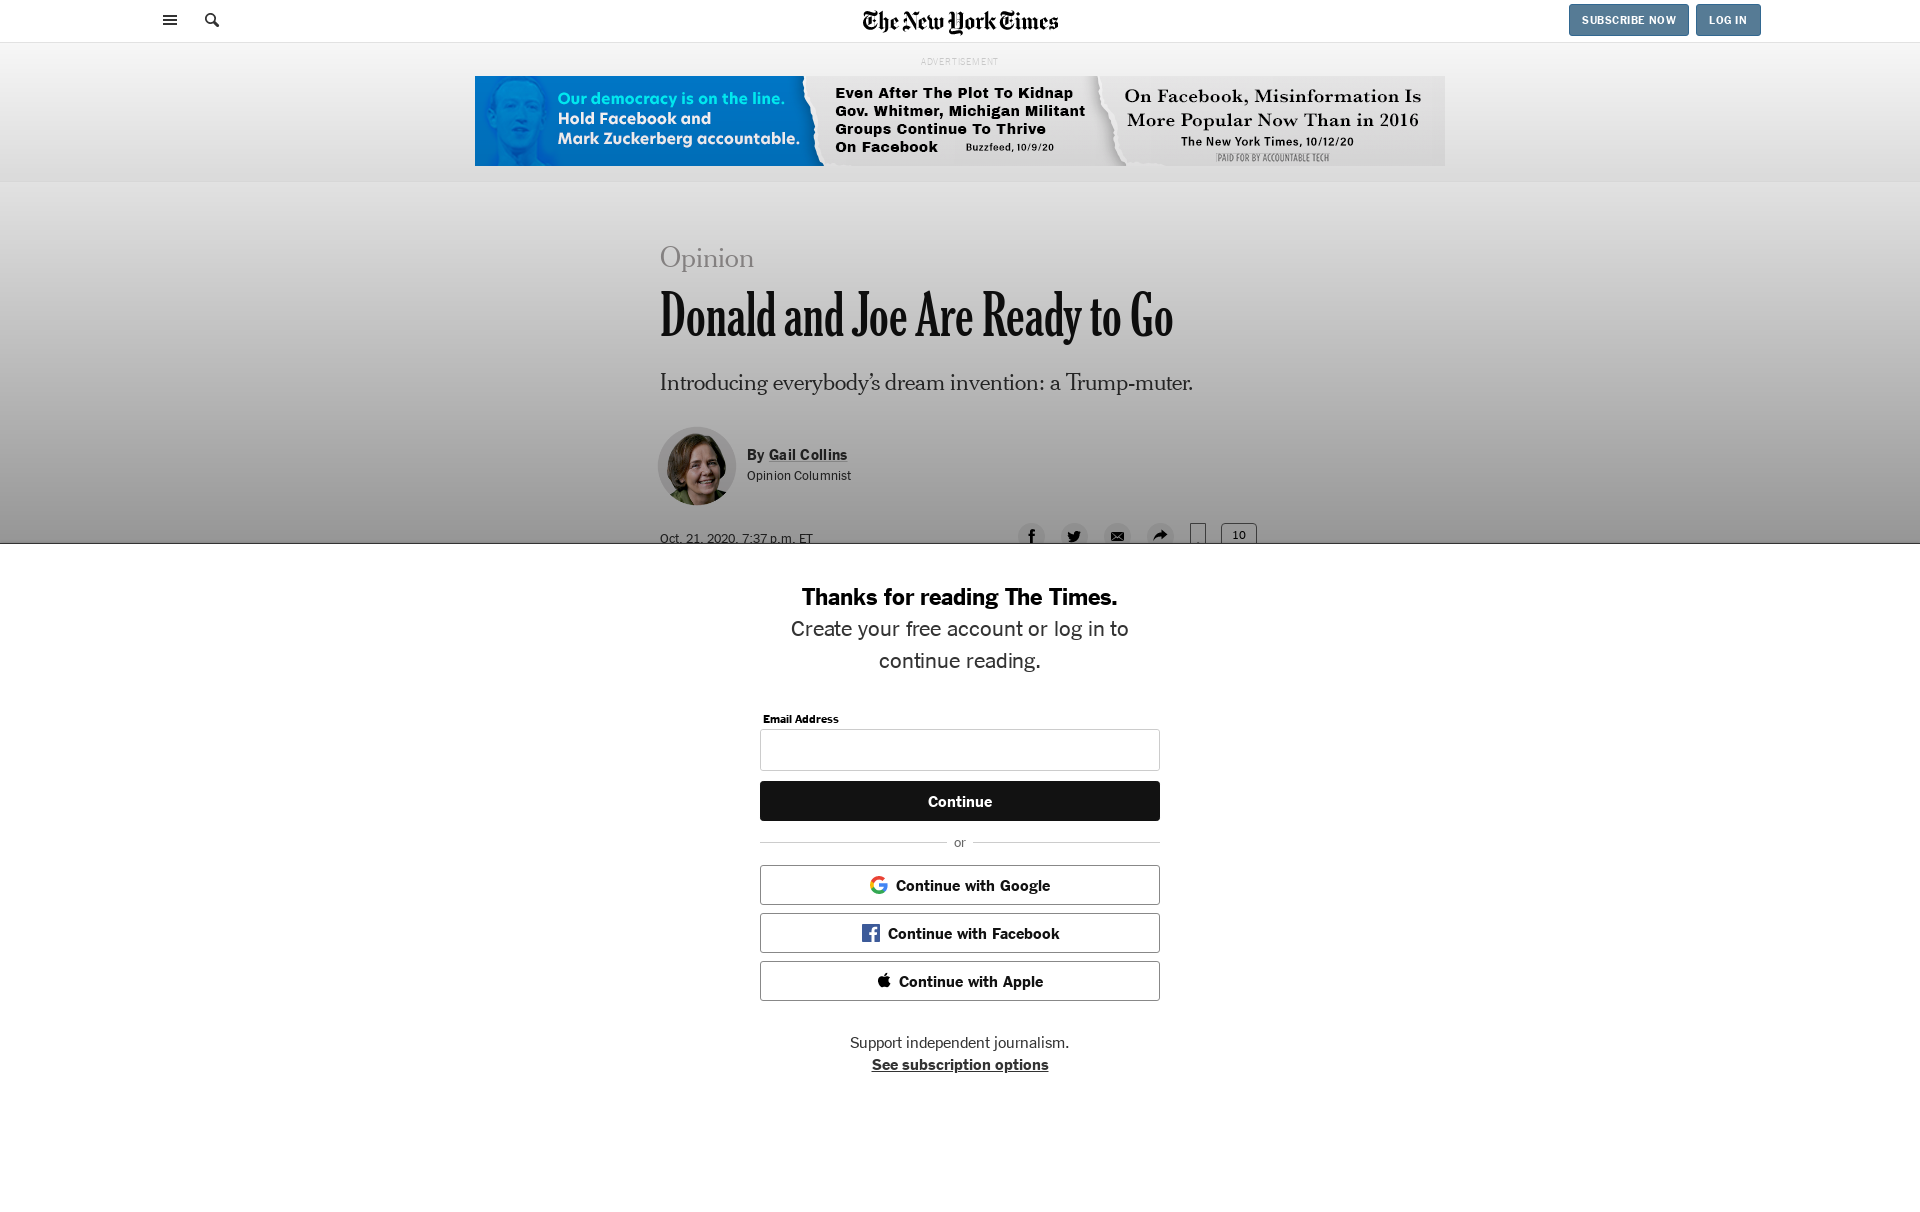 The New York Times
SUBSCRIBE NOW
LOG IN
ADVERTISEMENT
Our democracy is on the line.
Hold Facebook and
Mark Zuckerberg accountable.
Even After The Plot To Kidnap
Gov. Whitmer, Michigan Militant
Groups Continue To Thrive
On Facebook Buzzfeed, 10/9/20
On Facebook, Misinformation Is
More Popular Now Than in 2016
The New York Times, 10/12/20
PAID FOR BY ACCOUNTABLE TECH
Opinion
Donald and Joe Are Ready to Go
Introducing everybody’s dream invention: a Trump-muter.
By Gail Collins
Opinion Columnist
Oct. 21, 2020, 7:37 p.m. ET
10
Thanks for reading The Times.
Create your free account or log in to
continue reading.
Email Address
Continue
or
Continue with Google
Continue with Facebook
Continue with Apple
Support independent journalism.
See subscription options